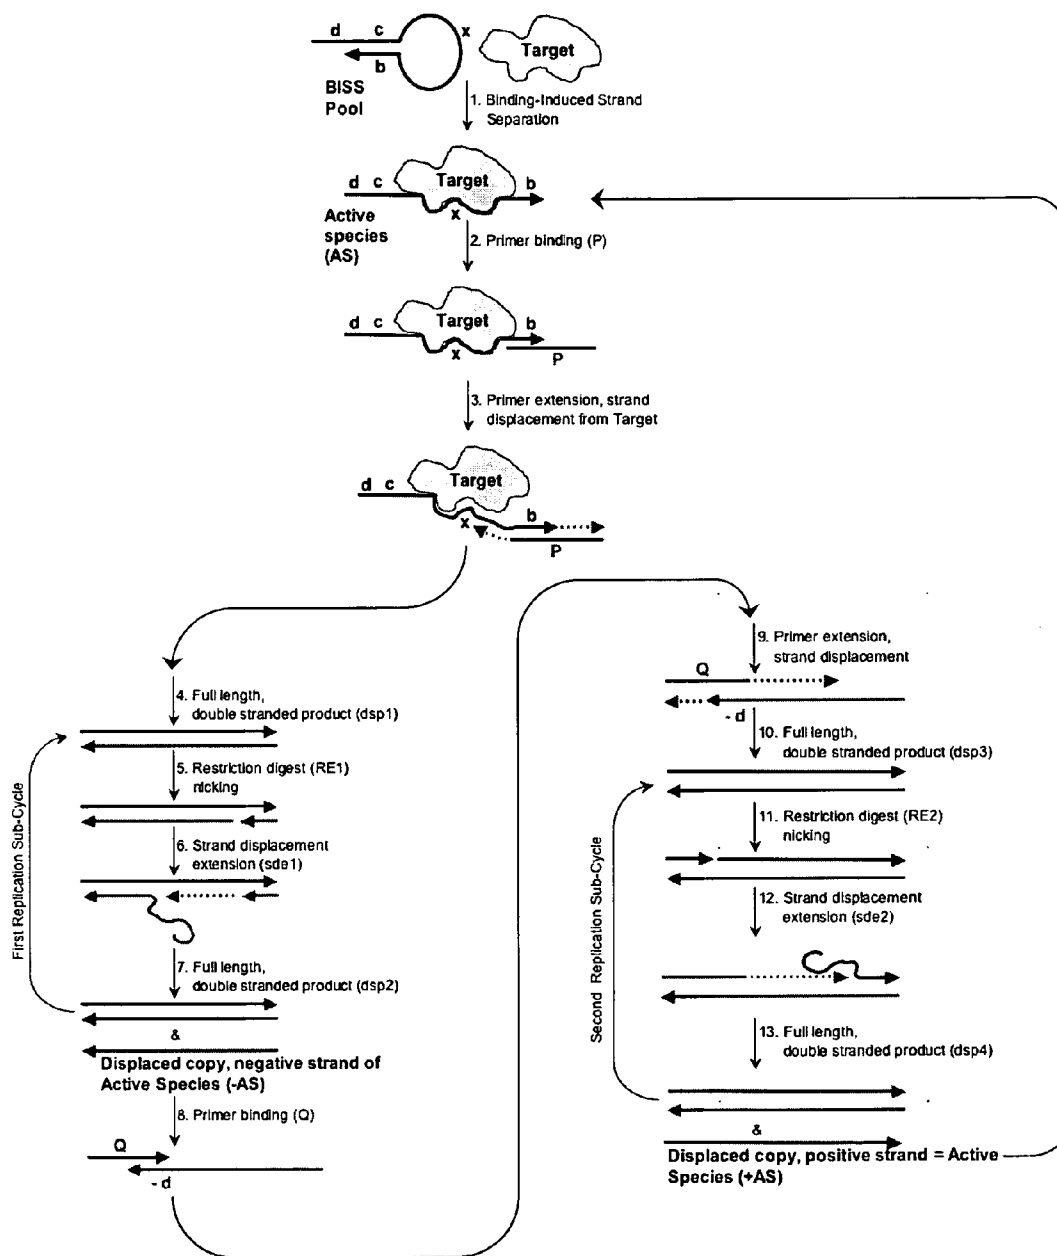 d c x
Target
b
BISS
Pool
1. Binding-Induced Strand
Separation
Target
d c b
x
Active
species
(AS)
2. Primer binding (P)
Target
d c b
x
P
3. Primer extension, strand
displacement from Target
Target
d c
b
x
P
4. Full length,
double stranded product (dsp1)
5. Restriction digest (RE1)
nicking
6. Strand displacement
extension (sde1)
First Replication Sub-Cycle
7. Full length,
double stranded product (dsp2)
&
Displaced copy, negative strand of
Active Species (-AS)
8. Primer binding (Q)
Q
- d
9. Primer extension,
strand displacement
Q
- d
10. Full length,
double stranded product (dsp3)
11. Restriction digest (RE2)
nicking
12. Strand displacement
extension (sde2)
Second Replication Sub-Cycle
13. Full length,
double stranded product (dsp4)
&
Displaced copy, positive strand = Active
Species (+AS)